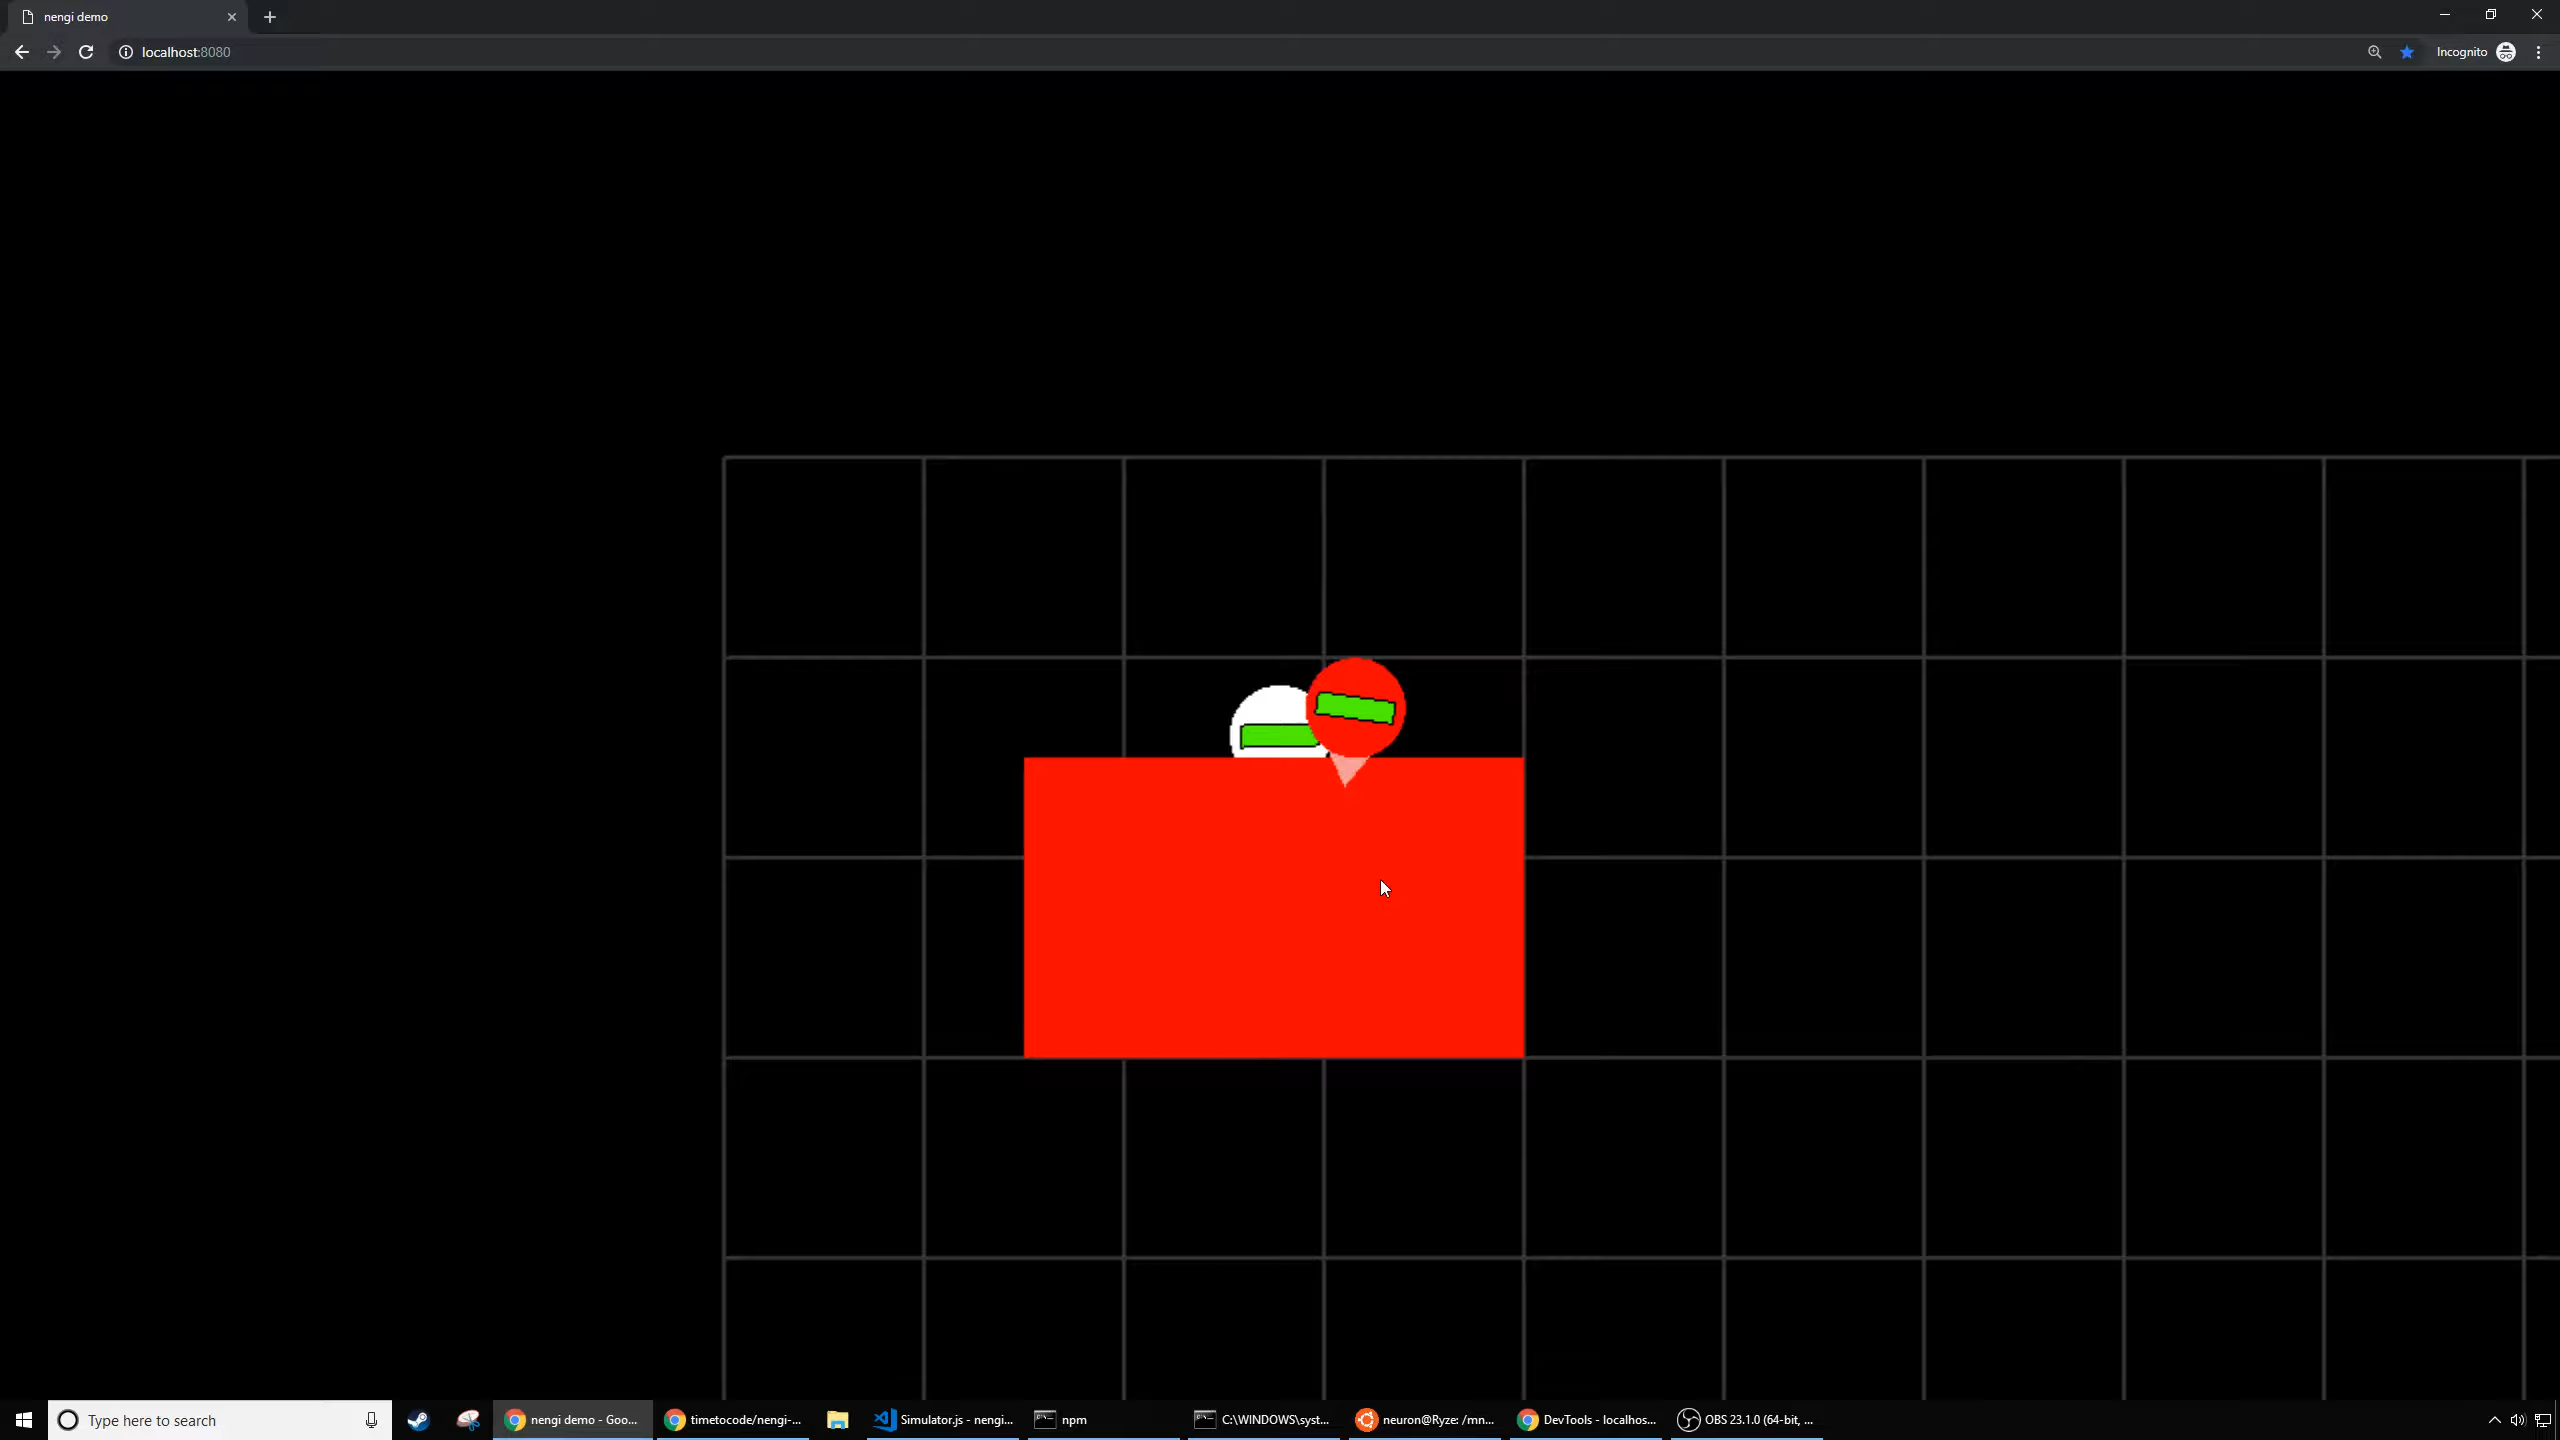 nengi demo
localhost:8080
Incognito
Type here to search
nengi demo - Goo...
timetocode/nengi-...
Simulator.js - nengi...
npm
C:\WINDOWS\syst...
neuron@Ryze: /mn...
DevTools - localhos...
OBS 23.1.0 (64-bit, ...